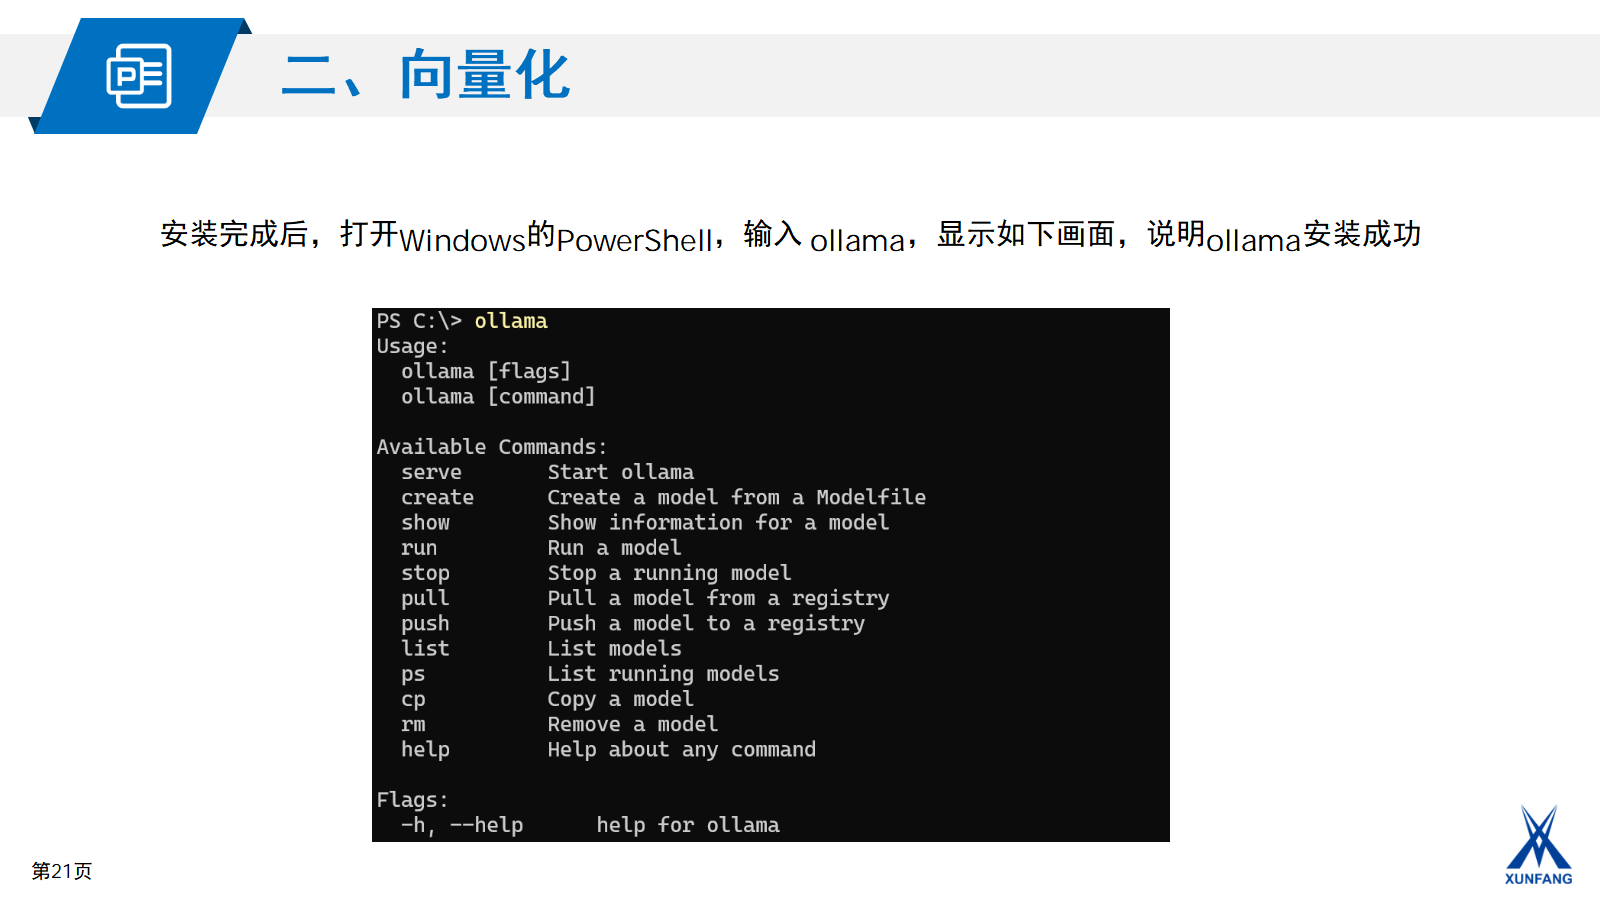 二、向量化
安装完成后，打开Windows的PowerShell，输入 ollama，显示如下画面，说明ollama安装成功
PS C:\> ollama
Usage:
  ollama [flags]
  ollama [command]
Available Commands:
  serve       Start ollama
  create      Create a model from a Modelfile
  show        Show information for a model
  run         Run a model
  stop        Stop a running model
  pull        Pull a model from a registry
  push        Push a model to a registry
  list        List models
  ps          List running models
  cp          Copy a model
  rm          Remove a model
  help        Help about any command
Flags:
  -h, --help      help for ollama
第21页
XUNFANG